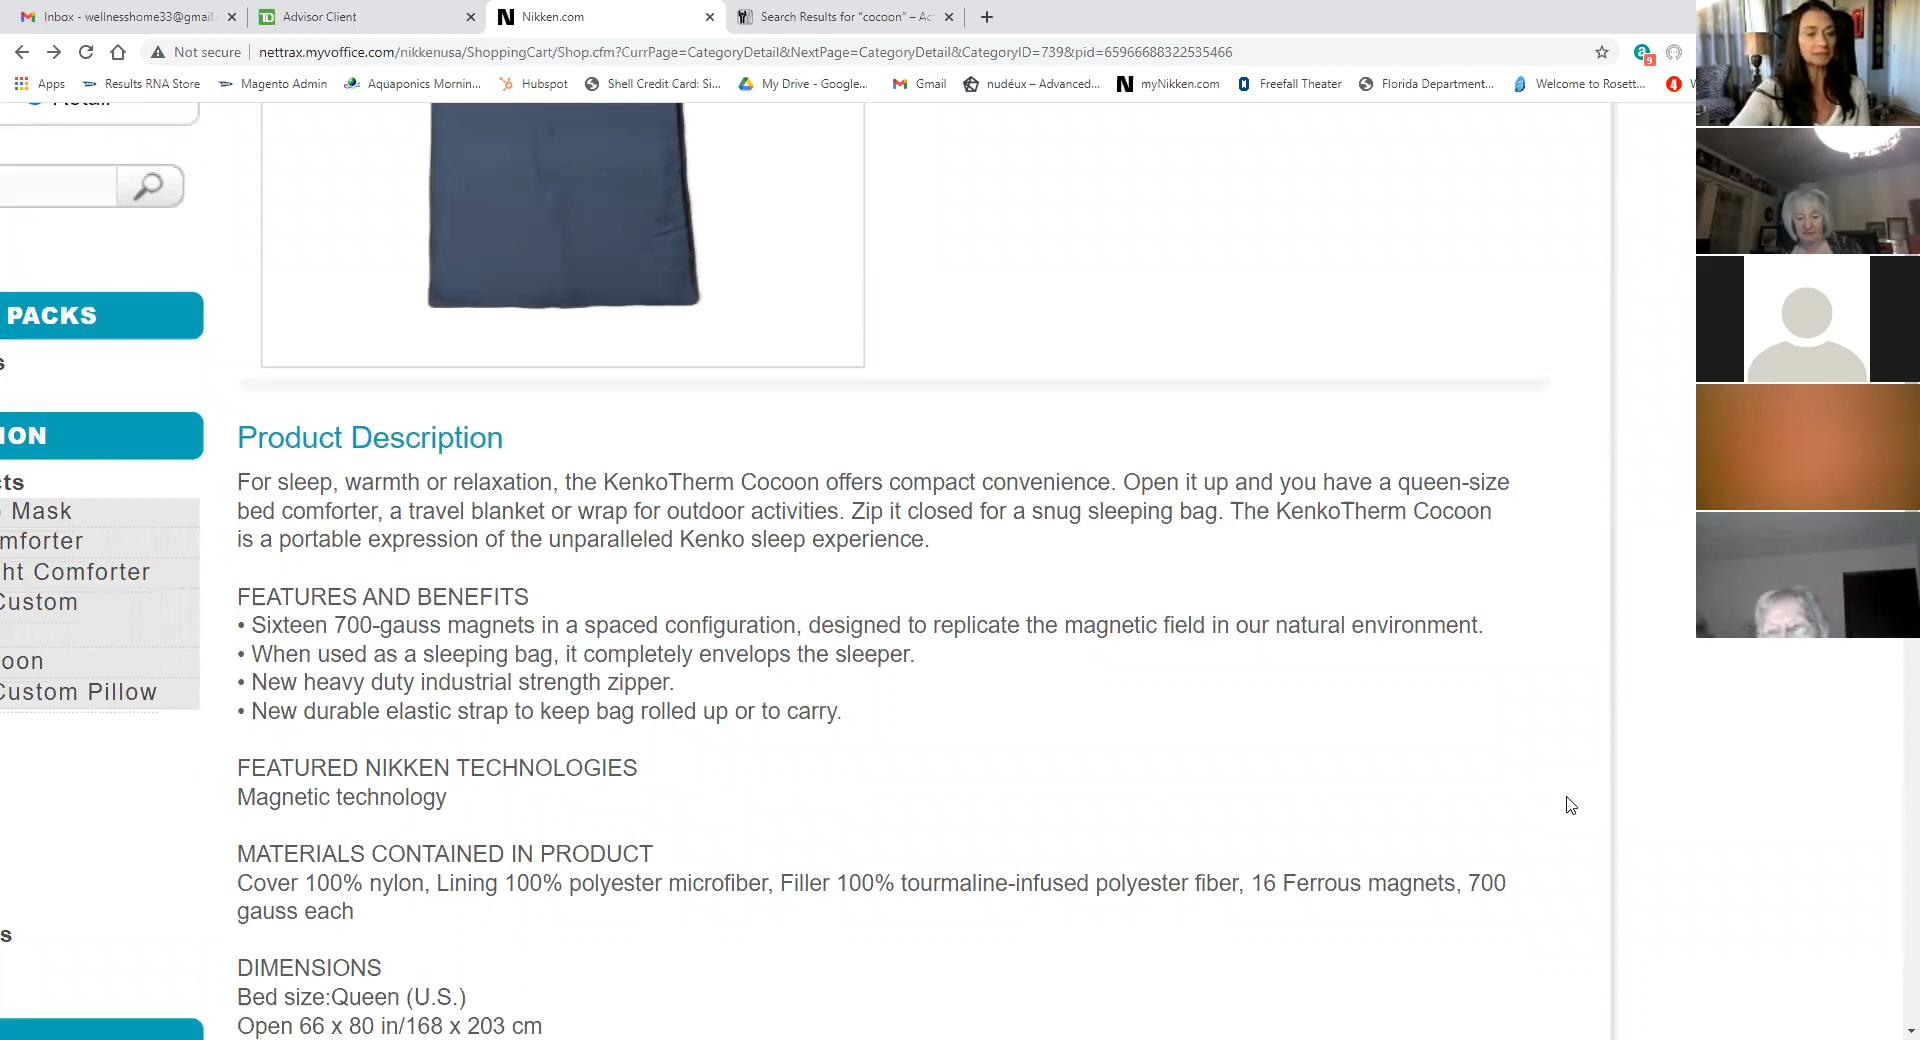 Inbox - wellnesshome33@gmail
Advisor Client
Nikken.com
Search Results for “cocoon” – Ac
Not secure
nettrax.myvoffice.com/nikkenusa/ShoppingCart/Shop.cfm?CurrPage=CategoryDetail&NextPage=CategoryDetail&CategoryID=7398&pid=65966688322535466
9
Apps
Results RNA Store
Magento Admin
Aquaponics Mornin...
Hubspot
Shell Credit Card: Si...
My Drive - Google...
Gmail
nudéux – Advanced...
myNikken.com
Freefall Theater
Florida Department...
Welcome to Rosett...
4
PACKS
s
ION
cts
Mask
mforter
ht Comforter
Custom
oon
Custom Pillow
s
Product Description
For sleep, warmth or relaxation, the KenkoTherm Cocoon offers compact convenience. Open it up and you have a queen-size
bed comforter, a travel blanket or wrap for outdoor activities. Zip it closed for a snug sleeping bag. The KenkoTherm Cocoon
is a portable expression of the unparalleled Kenko sleep experience.
FEATURES AND BENEFITS
• Sixteen 700-gauss magnets in a spaced configuration, designed to replicate the magnetic field in our natural environment.
• When used as a sleeping bag, it completely envelops the sleeper.
• New heavy duty industrial strength zipper.
• New durable elastic strap to keep bag rolled up or to carry.
FEATURED NIKKEN TECHNOLOGIES
Magnetic technology
MATERIALS CONTAINED IN PRODUCT
Cover 100% nylon, Lining 100% polyester microfiber, Filler 100% tourmaline-infused polyester fiber, 16 Ferrous magnets, 700
gauss each
DIMENSIONS
Bed size:Queen (U.S.)
Open 66 x 80 in/168 x 203 cm